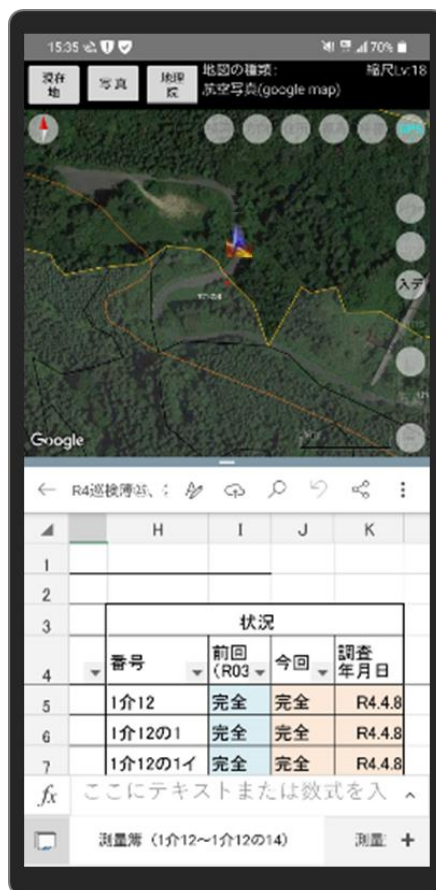 15:35
70%
現在地
写真
地理院
地図の種類:
航空写真(google map)
縮尺Lv:18
GPS
入デ
Google
R4巡検簿
H I J K
1
2
3 状況
4 番号 前回(R03 今回 調査年月日
5 1介12 完全 完全 R4.4.8
6 1介12の1 完全 完全 R4.4.8
7 1介12の1イ 完全 完全 R4.4.8
fx ここにテキストまたは数式を入
測量簿（1介12～1介12の14） 測量 +